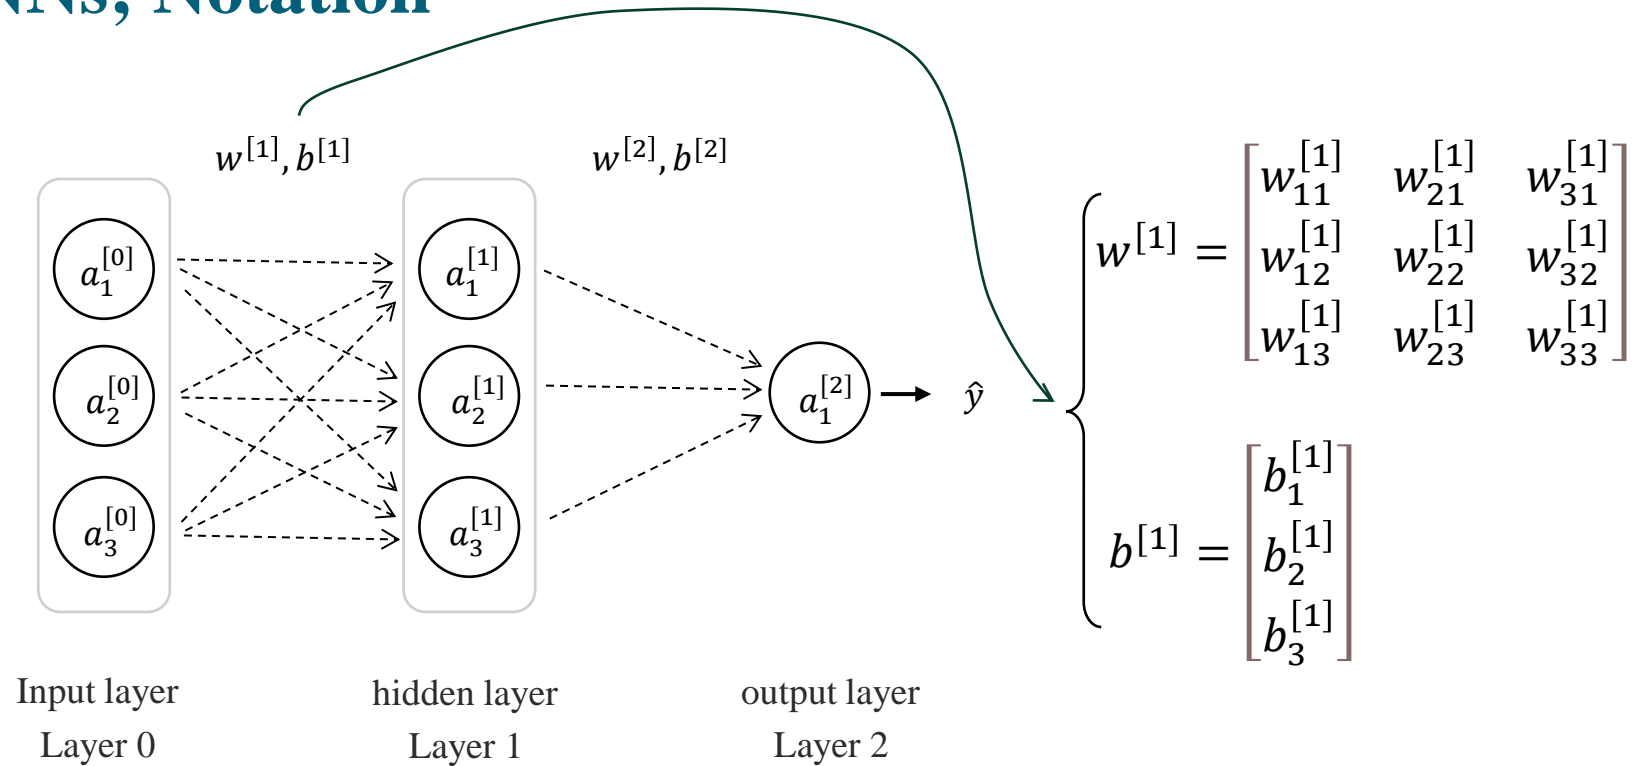 NNs; Notation
w^[1], b^[1]
w^[2], b^[2]
a_1^[0]
a_2^[0]
a_3^[0]
a_1^[1]
a_2^[1]
a_3^[1]
a_1^[2]
ŷ
w^[1] = [w_11^[1] w_21^[1] w_31^[1]
w_12^[1] w_22^[1] w_32^[1]
w_13^[1] w_23^[1] w_33^[1]]
b^[1] = [b_1^[1]
b_2^[1]
b_3^[1]]
Input layer
Layer 0
hidden layer
Layer 1
output layer
Layer 2